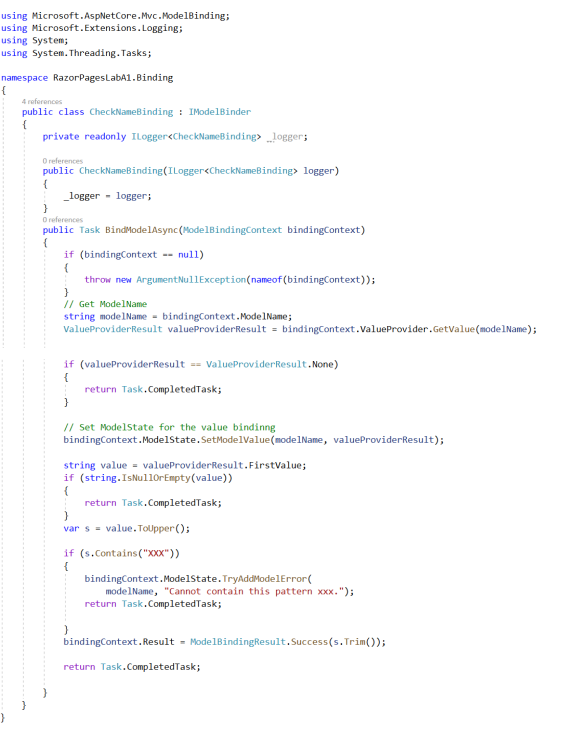 using Microsoft.AspNetCore.Mvc.ModelBinding;
using Microsoft.Extensions.Logging;
using System;
using System.Threading.Tasks;
namespace RazorPagesLabA1.Binding
{
4 references
public class CheckNameBinding : IModelBinder
{
private readonly ILogger<CheckNameBinding> _logger;
0 references
public CheckNameBinding(ILogger<CheckNameBinding> logger)
{
_logger = logger;
}
0 references
public Task BindModelAsync(ModelBindingContext bindingContext)
{
if (bindingContext == null)
{
throw new ArgumentNullException(nameof(bindingContext));
}
// Get ModelName
string modelName = bindingContext.ModelName;
ValueProviderResult valueProviderResult = bindingContext.ValueProvider.GetValue(modelName);
if (valueProviderResult == ValueProviderResult.None)
{
return Task.CompletedTask;
}
// Set ModelState for the value bindinng
bindingContext.ModelState.SetModelValue(modelName, valueProviderResult);
string value = valueProviderResult.FirstValue;
if (string.IsNullOrEmpty(value))
{
return Task.CompletedTask;
}
var s = value.ToUpper();
if (s.Contains("XXX"))
{
bindingContext.ModelState.TryAddModelError(
modelName, "Cannot contain this pattern xxx.");
return Task.CompletedTask;
}
bindingContext.Result = ModelBindingResult.Success(s.Trim());
return Task.CompletedTask;
}
}
}